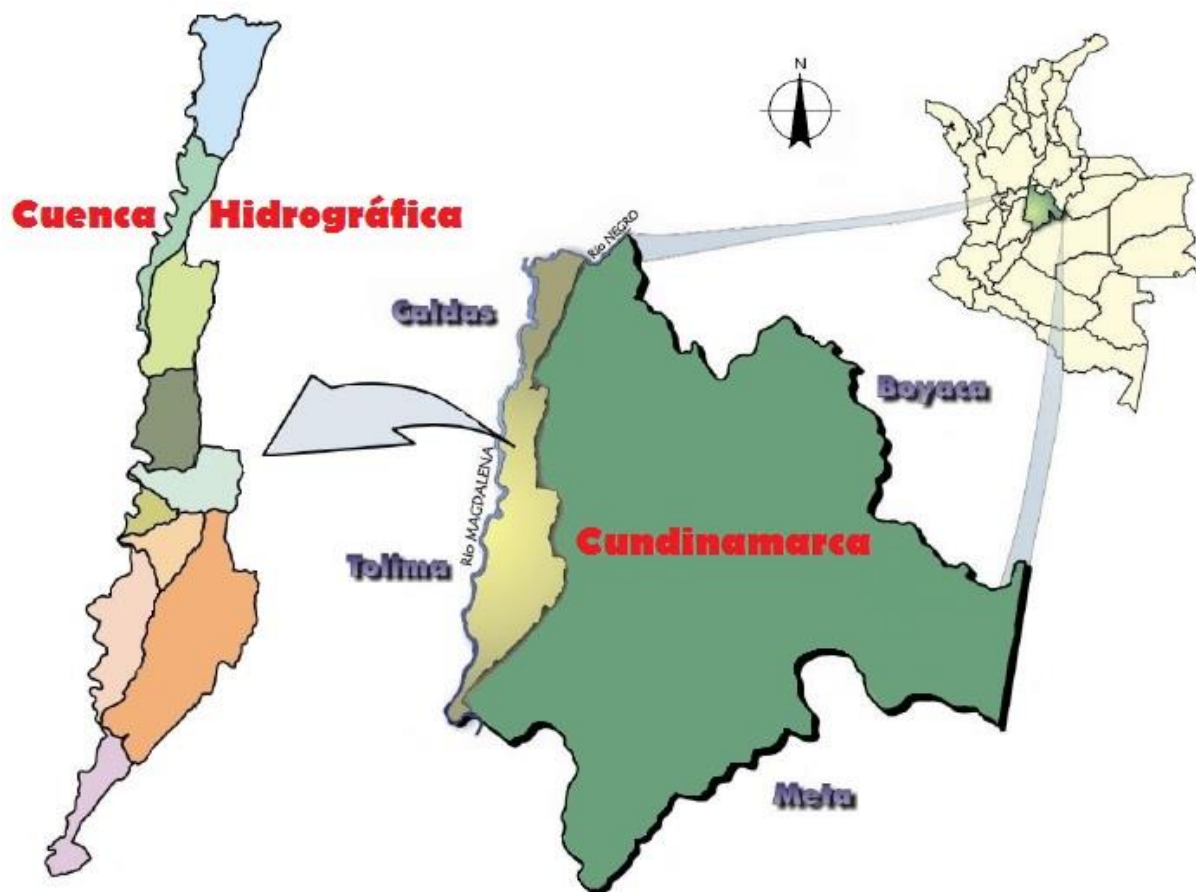 N
Cuenca Hidrográfica
Río NEGRO
Caldas
Boyaca
Río MAGDALENA
Cundinamarca
Tolima
Meta